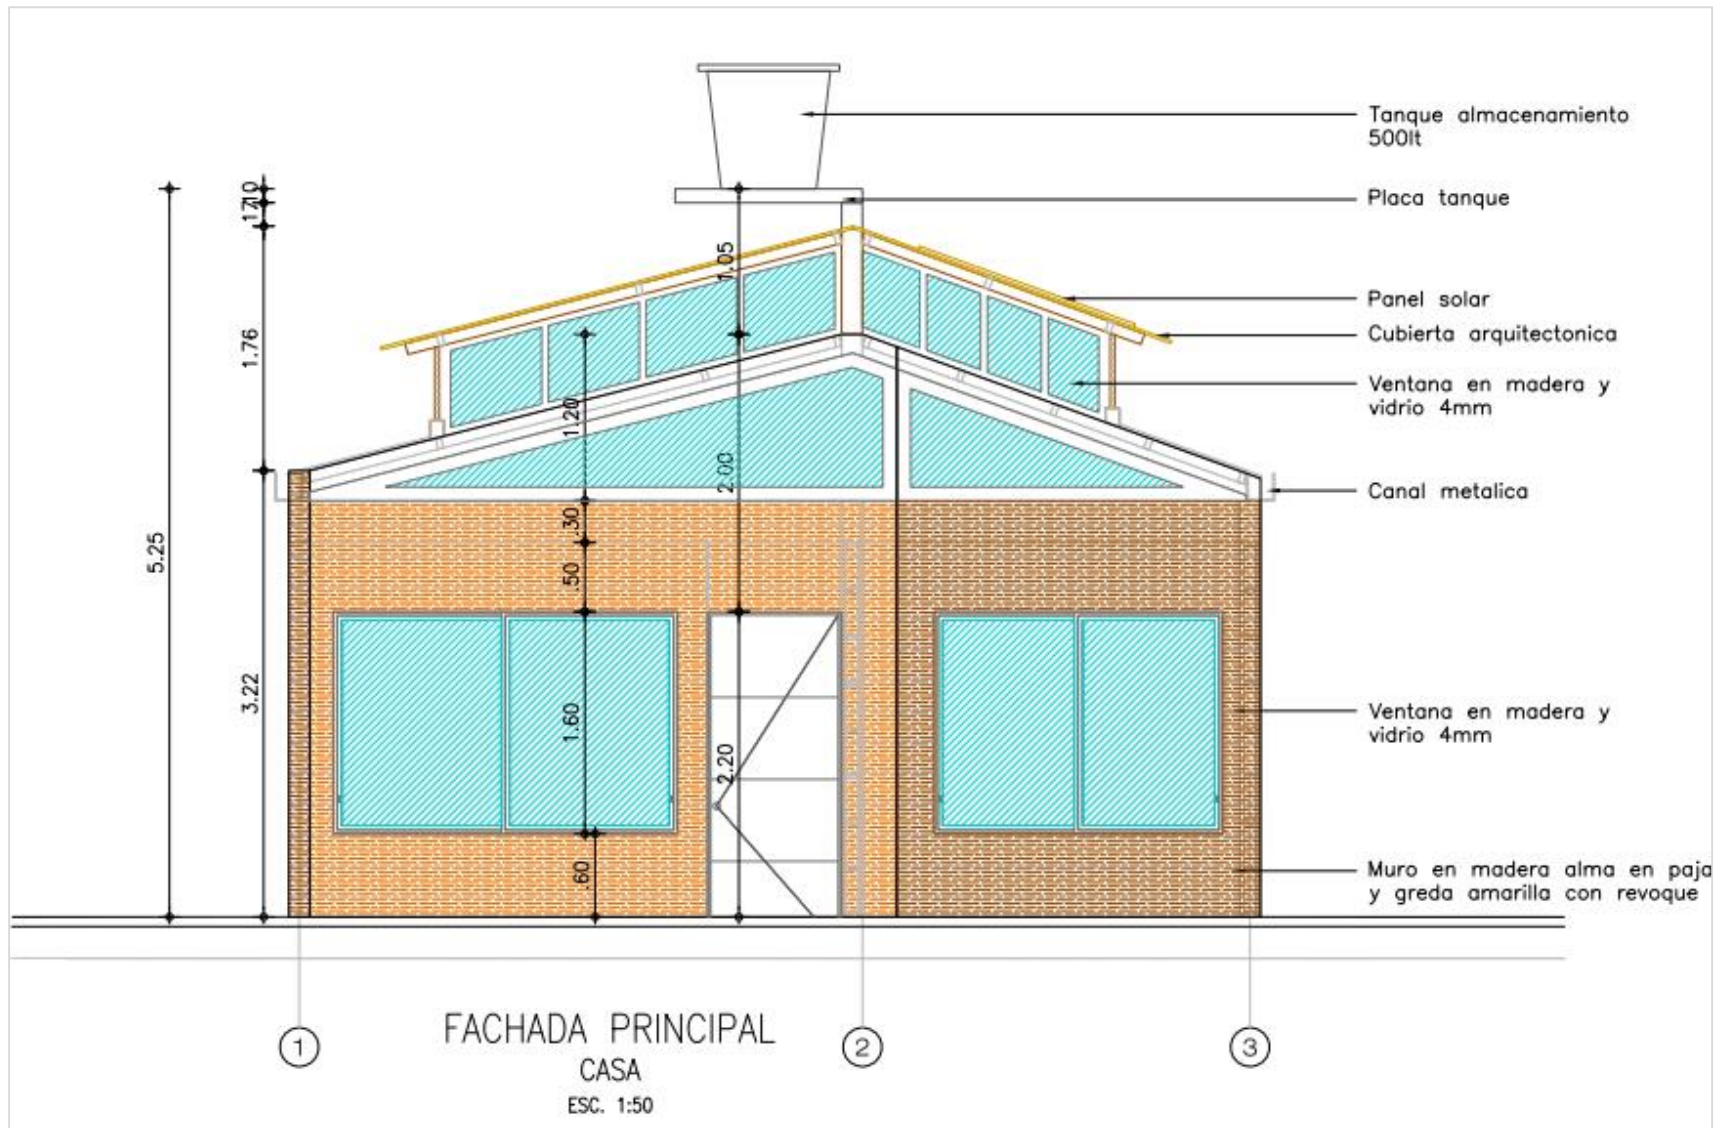 Tanque almacenamiento
500lt
Placa tanque
Panel solar
Cubierta arquitectonica
Ventana en madera y
vidrio 4mm
Canal metalica
Ventana en madera y
vidrio 4mm
Muro en madera alma en paja
y greda amarilla con revoque
5.25
.10
.17
1.76
3.22
1.20
.30
.50
1.60
.60
1.05
2.00
2.20
1
2
3
FACHADA PRINCIPAL
CASA
ESC. 1:50